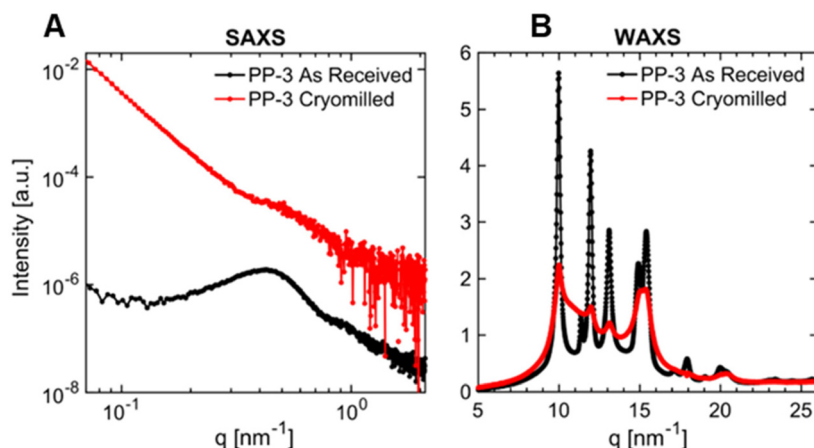 A SAXS
PP-3 As Received
PP-3 Cryomilled
Intensity [a.u.]
10^-2
10^-4
10^-6
10^-8
10^-1
10^0
q [nm^-1]
B WAXS
PP-3 As Received
PP-3 Cryomilled
6
5
4
3
2
1
0
5 10 15 20 25
q [nm^-1]